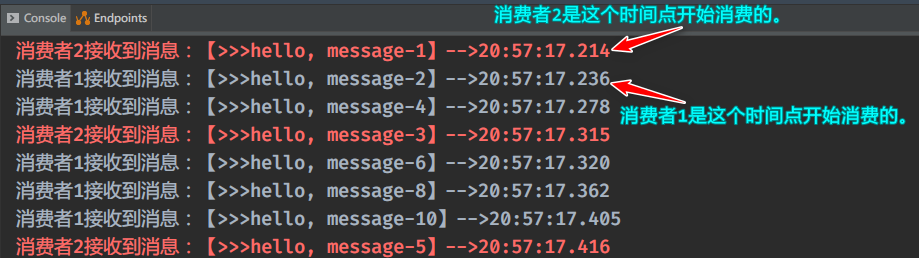 Console Endpoints
消费者2是这个时间点开始消费的。
消费者2接收到消息：【>>>hello, message-1】-->20:57:17.214
消费者1接收到消息：【>>>hello, message-2】-->20:57:17.236
消费者1接收到消息：【>>>hello, message-4】-->20:57:17.278
消费者1是这个时间点开始消费的。
消费者2接收到消息：【>>>hello, message-3】-->20:57:17.315
消费者1接收到消息：【>>>hello, message-6】-->20:57:17.320
消费者1接收到消息：【>>>hello, message-8】-->20:57:17.362
消费者1接收到消息：【>>>hello, message-10】-->20:57:17.405
消费者2接收到消息：【>>>hello, message-5】-->20:57:17.416